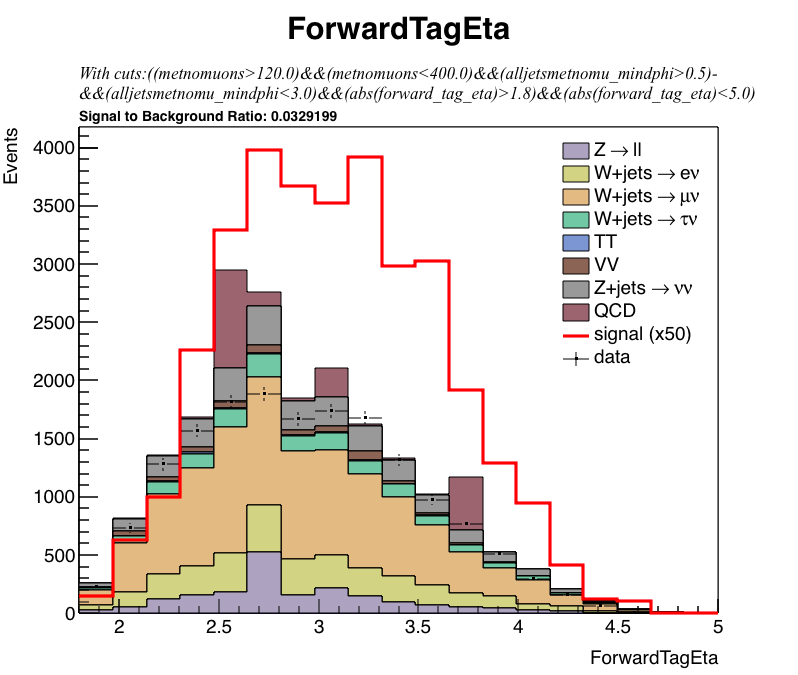 ForwardTagEta
With cuts:((metnomuons>120.0)&&(metnomuons<400.0)&&(alljetsmetnomu_mindphi>0.5)-
&&(alljetsmetnomu_mindphi<3.0)&&(abs(forward_tag_eta)>1.8)&&(abs(forward_tag_eta)<5.0)
Signal to Background Ratio: 0.0329199
Events
4000
3500
3000
2500
2000
1500
1000
500
0
Z → ll
W+jets → eν
W+jets → μν
W+jets → τν
TT
VV
Z+jets → νν
QCD
signal (x50)
data
2 2.5 3 3.5 4 4.5 5
ForwardTagEta